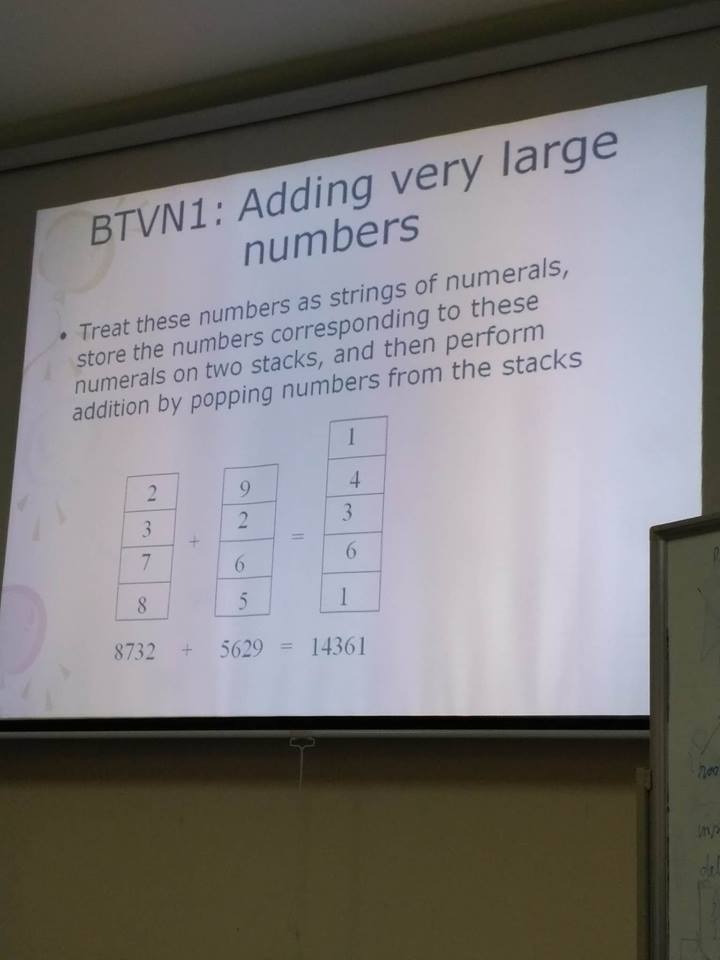 BTVN1: Adding very large
numbers
• Treat these numbers as strings of numerals,
store the numbers corresponding to these
numerals on two stacks, and then perform
addition by popping numbers from the stacks
2
3
7
8
+
9
2
6
5
=
1
4
3
6
1
8732 + 5629 = 14361